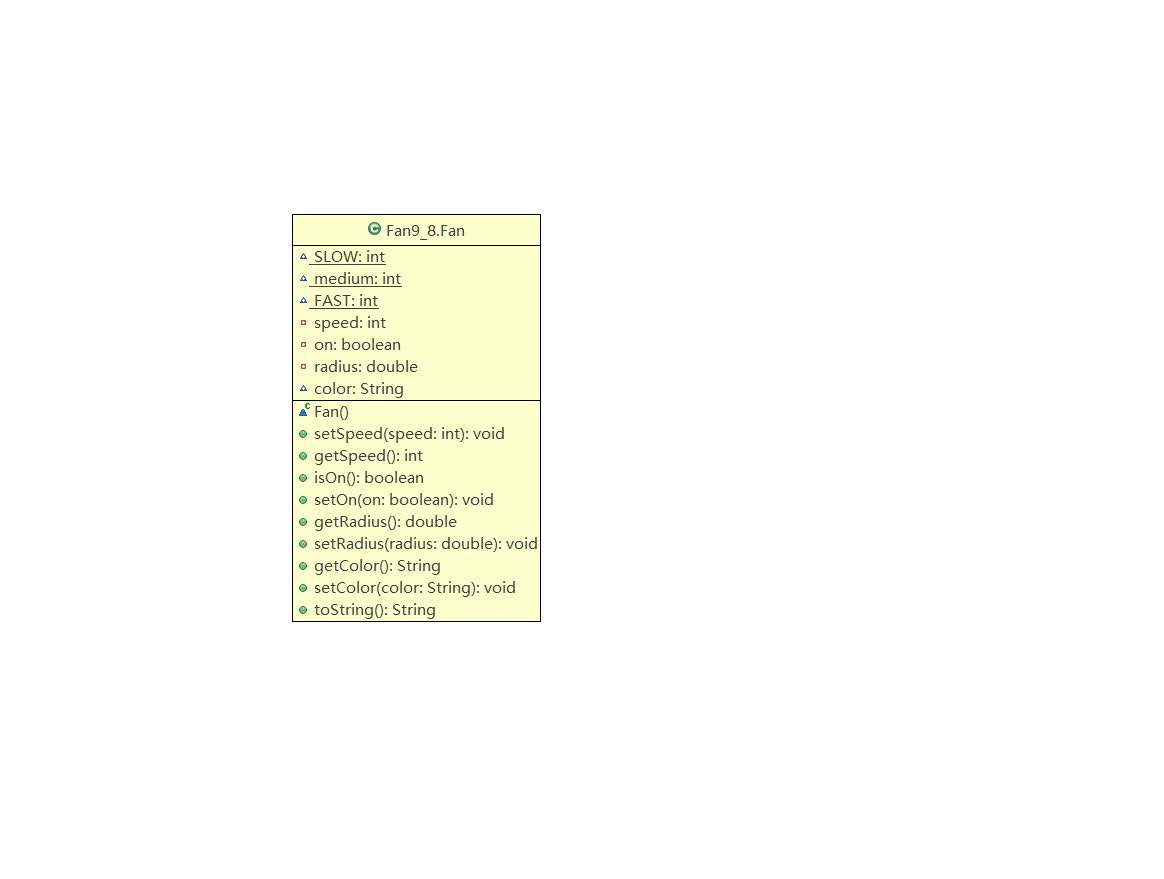 Fan9_8.Fan
SLOW: int
medium: int
FAST: int
speed: int
on: boolean
radius: double
color: String
Fan()
setSpeed(speed: int): void
getSpeed(): int
isOn(): boolean
setOn(on: boolean): void
getRadius(): double
setRadius(radius: double): void
getColor(): String
setColor(color: String): void
toString(): String